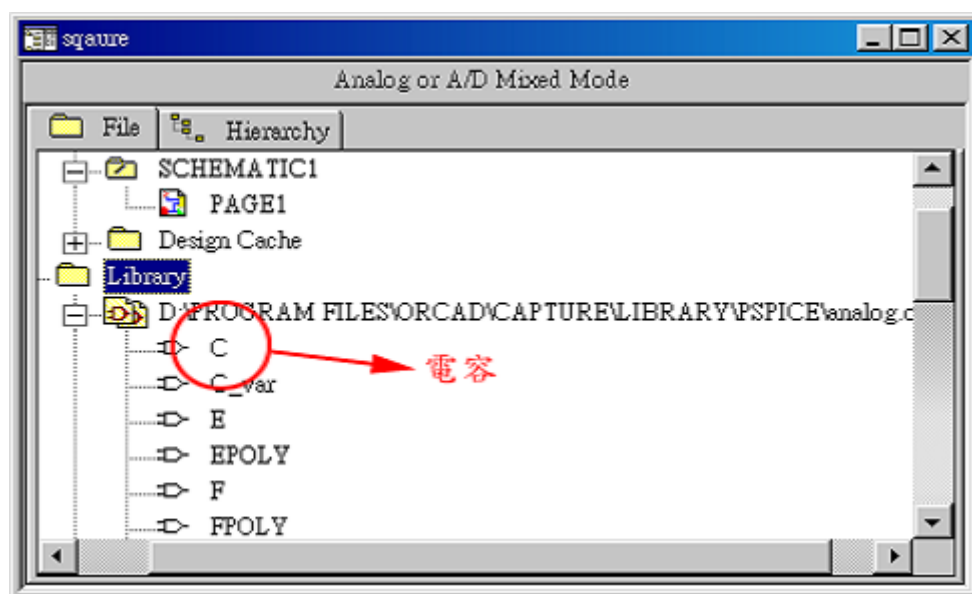 sqaure
Analog or A/D Mixed Mode
File Hierarchy
SCHEMATIC1
PAGE1
Design Cache
Library
D:\PROGRAM FILES\ORCAD\CAPTURE\LIBRARY\PSPICE\analog.o
C
電容
C_var
E
EPOLY
F
FPOLY